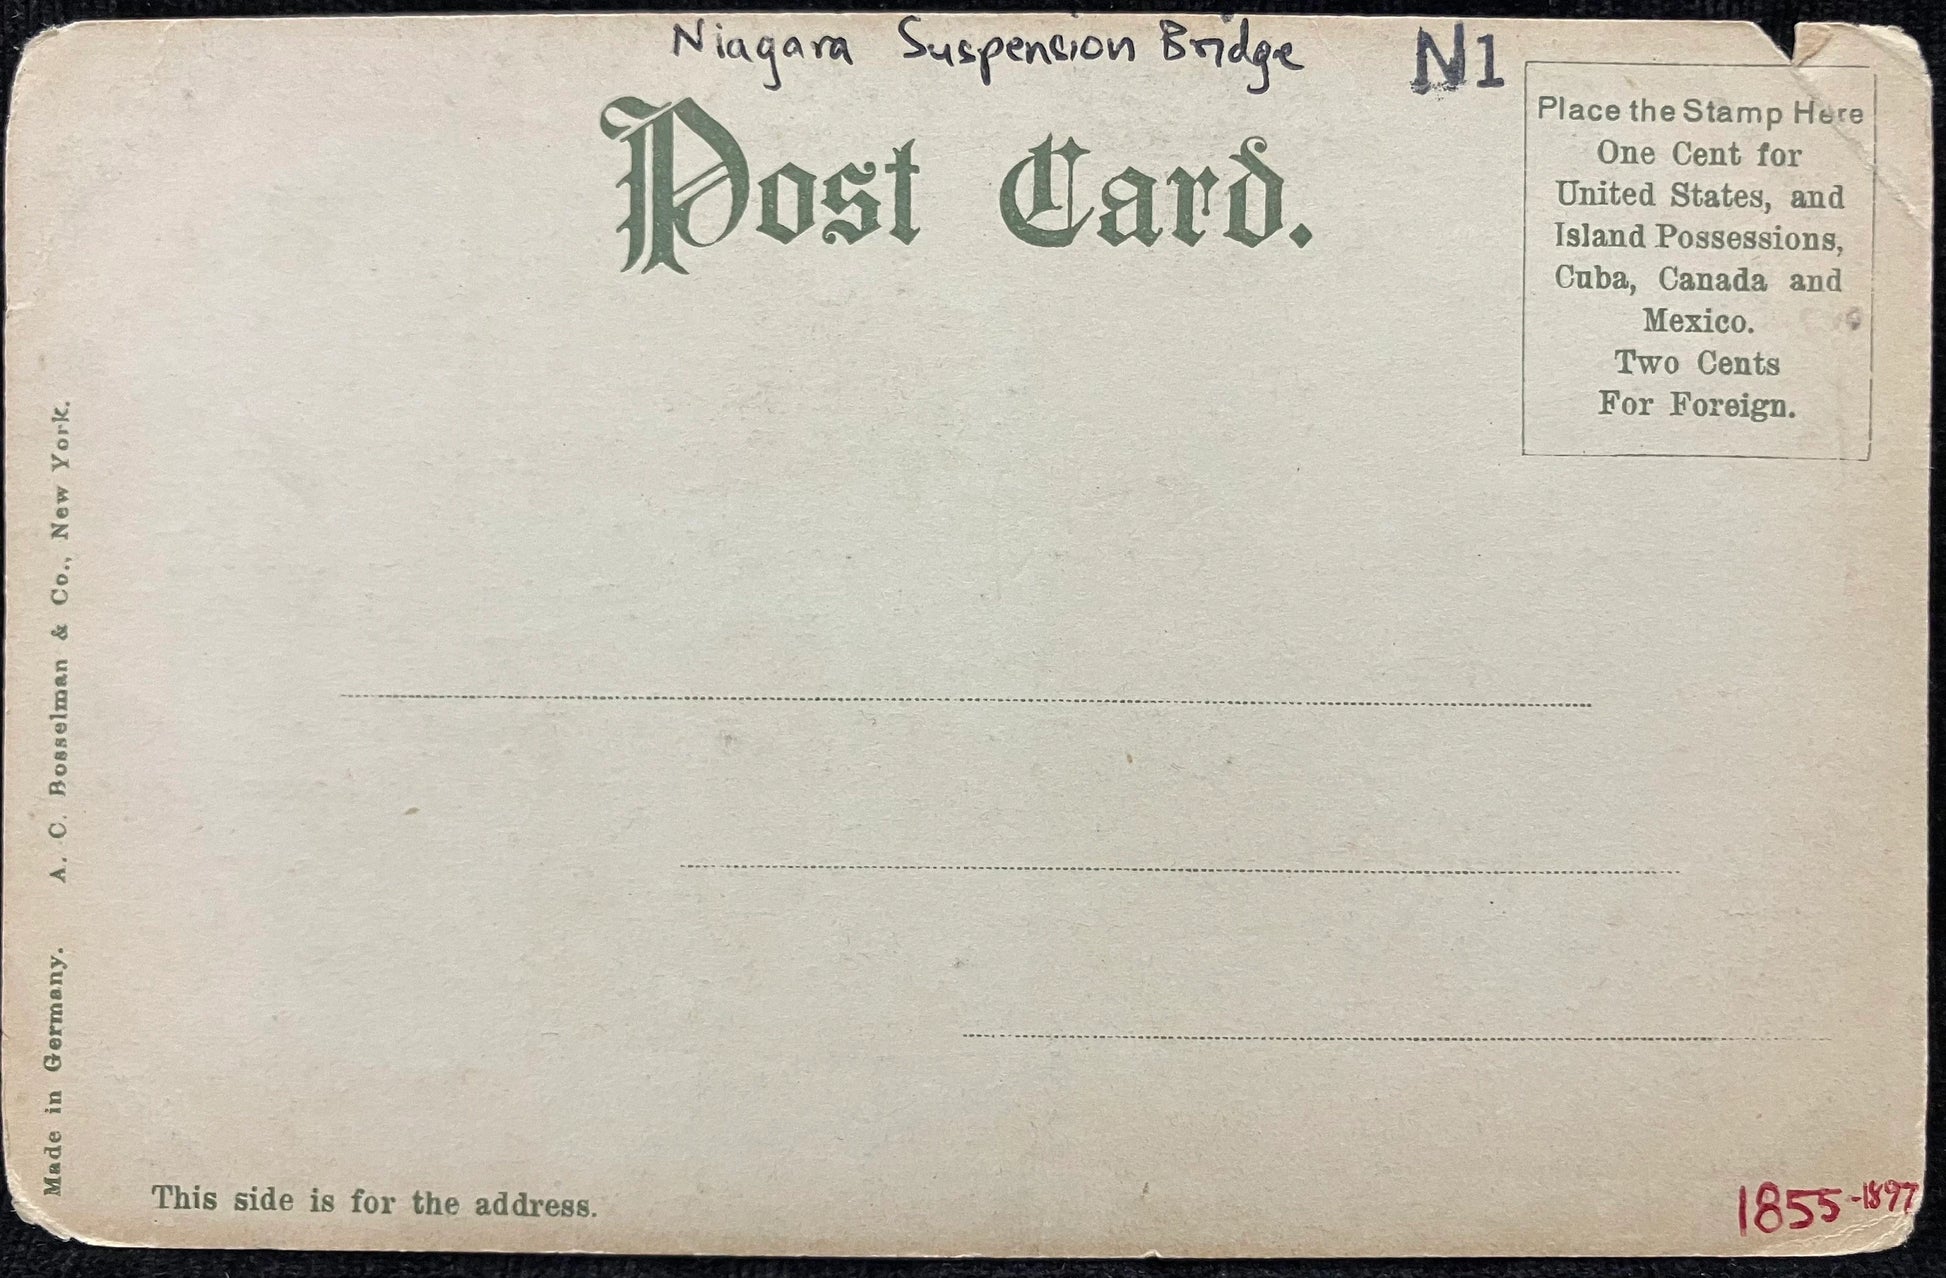 Niagara Suspension Bridge N1
Post Card.
Place the Stamp Here
One Cent for
United States, and
Island Possessions,
Cuba, Canada and
Mexico.
Two Cents
For Foreign.
Made in Germany. A. C. Bosselman & Co., New York.
This side is for the address.
1855-1897